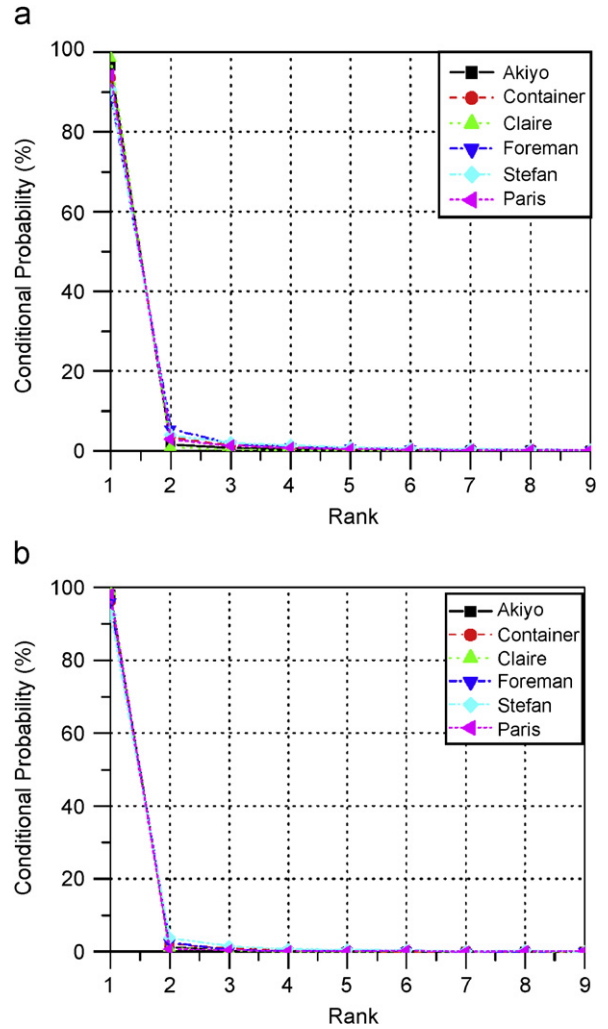 a
100
80
60
40
20
0
Conditional Probability (%)
Akiyo
Container
Claire
Foreman
Stefan
Paris
1 2 3 4 5 6 7 8 9
Rank
b
100
80
60
40
20
0
Conditional Probability (%)
Akiyo
Container
Claire
Foreman
Stefan
Paris
1 2 3 4 5 6 7 8 9
Rank